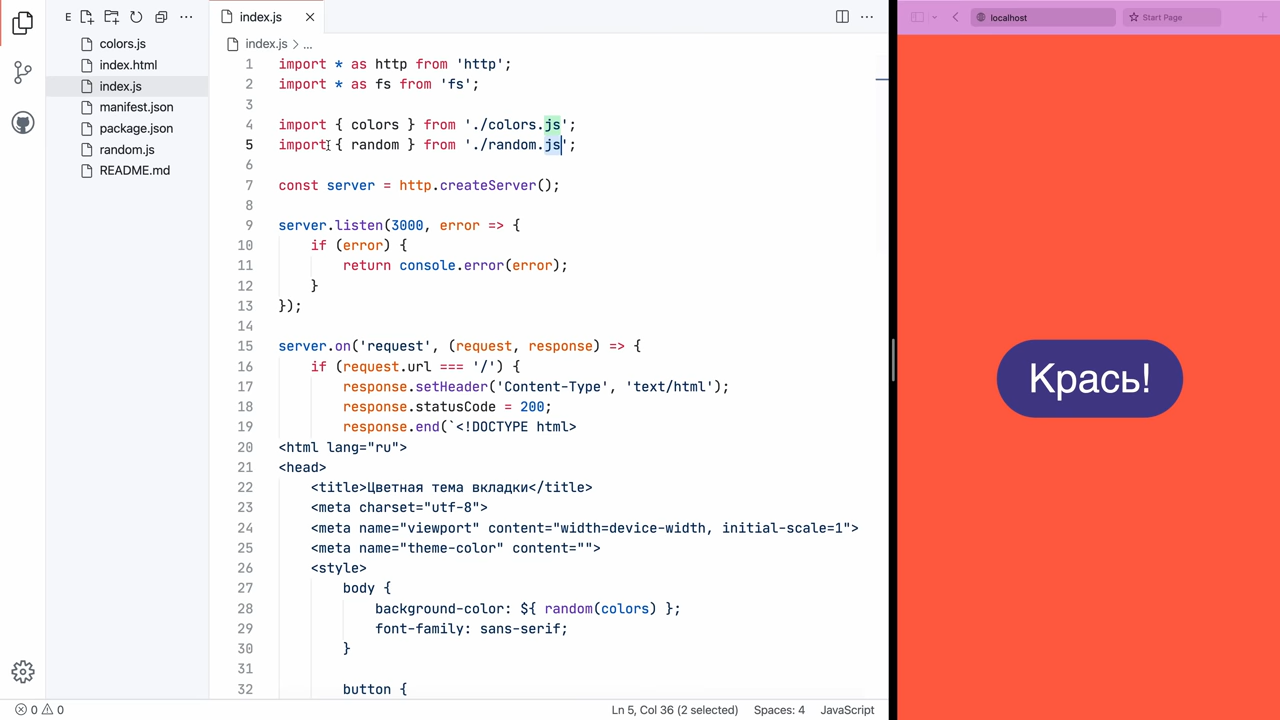 E
index.js
localhost
Start Page
colors.js
index.html
index.js
manifest.json
package.json
random.js
README.md
index.js > ...
1 import * as http from 'http';
2 import * as fs from 'fs';
3
4 import { colors } from './colors.js';
5 import { random } from './random.js';
6
7 const server = http.createServer();
8
9 server.listen(3000, error => {
10 if (error) {
11 return console.error(error);
12 }
13 });
14
15 server.on('request', (request, response) => {
16 if (request.url === '/') {
17 response.setHeader('Content-Type', 'text/html');
18 response.statusCode = 200;
19 response.end(`<!DOCTYPE html>
20 <html lang="ru">
21 <head>
22 <title>Цветная тема вкладки</title>
23 <meta charset="utf-8">
24 <meta name="viewport" content="width=device-width, initial-scale=1">
25 <meta name="theme-color" content="">
26 <style>
27 body {
28 background-color: ${ random(colors) };
29 font-family: sans-serif;
30 }
31
32 button {
Крась!
0 0
Ln 5, Col 36 (2 selected)
Spaces: 4
JavaScript